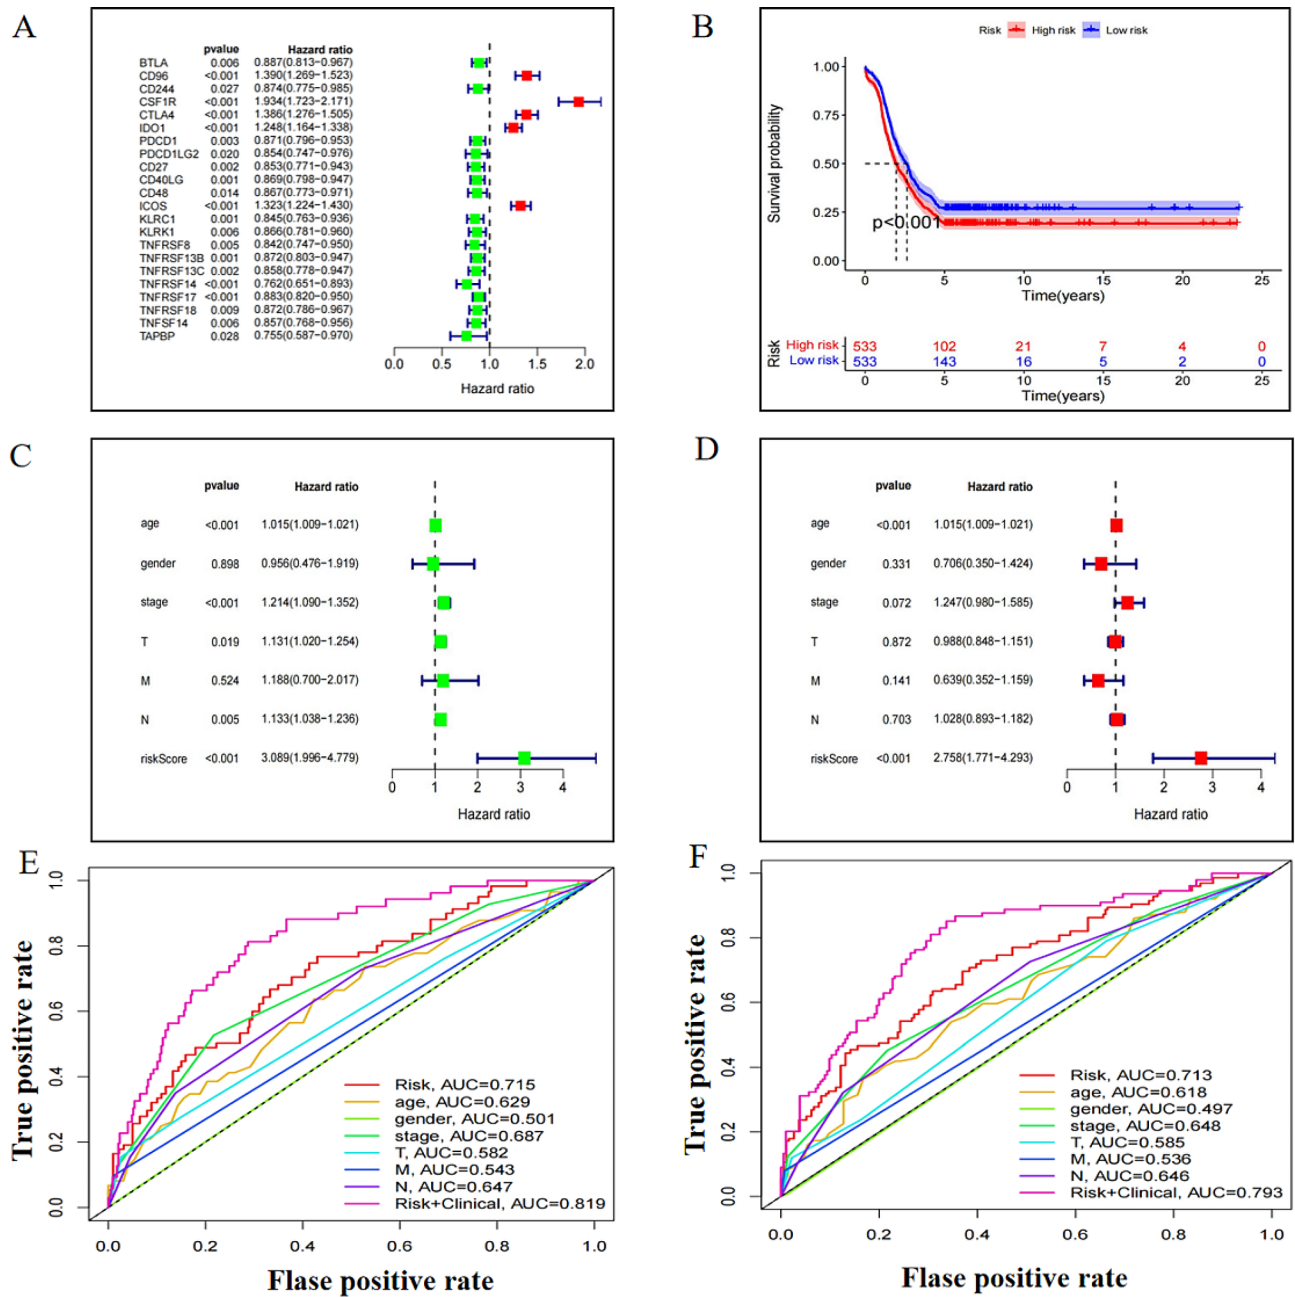 A
pvalue Hazard ratio
BTLA 0.006 0.887(0.813−0.967)
CD96 <0.001 1.390(1.269−1.523)
CD244 0.027 0.874(0.775−0.985)
CSF1R <0.001 1.934(1.723−2.171)
CTLA4 <0.001 1.386(1.276−1.505)
IDO1 <0.001 1.248(1.164−1.338)
PDCD1 0.003 0.871(0.796−0.953)
PDCD1LG2 0.020 0.854(0.747−0.976)
CD27 0.002 0.853(0.771−0.943)
CD40LG 0.001 0.869(0.798−0.947)
CD48 0.014 0.867(0.773−0.971)
ICOS <0.001 1.323(1.224−1.430)
KLRC1 0.001 0.845(0.763−0.936)
KLRK1 0.006 0.866(0.781−0.960)
TNFRSF8 0.005 0.842(0.747−0.950)
TNFRSF13B 0.001 0.872(0.803−0.947)
TNFRSF13C 0.002 0.858(0.778−0.947)
TNFRSF14 <0.001 0.762(0.651−0.893)
TNFRSF17 <0.001 0.883(0.820−0.950)
TNFRSF18 0.009 0.872(0.786−0.967)
TNFSF14 0.006 0.857(0.768−0.956)
TAPBP 0.028 0.755(0.587−0.970)
0.0 0.5 1.0 1.5 2.0
Hazard ratio
B
Risk High risk Low risk
Survival probability
1.00
0.75
0.50
0.25
0.00
p<0.001
0 5 10 15 20 25
Time(years)
Risk
High risk 533 102 21 7 4 0
Low risk 533 143 16 5 2 0
0 5 10 15 20 25
Time(years)
C
pvalue Hazard ratio
age <0.001 1.015(1.009−1.021)
gender 0.898 0.956(0.476−1.919)
stage <0.001 1.214(1.090−1.352)
T 0.019 1.131(1.020−1.254)
M 0.524 1.188(0.700−2.017)
N 0.005 1.133(1.038−1.236)
riskScore <0.001 3.089(1.996−4.779)
0 1 2 3 4
Hazard ratio
D
pvalue Hazard ratio
age <0.001 1.015(1.009−1.021)
gender 0.331 0.706(0.350−1.424)
stage 0.072 1.247(0.980−1.585)
T 0.872 0.988(0.848−1.151)
M 0.141 0.639(0.352−1.159)
N 0.703 1.028(0.893−1.182)
riskScore <0.001 2.758(1.771−4.293)
0 1 2 3 4
Hazard ratio
E
True positive rate
1.0
0.8
0.6
0.4
0.2
0.0
Risk, AUC=0.715
age, AUC=0.629
gender, AUC=0.501
stage, AUC=0.687
T, AUC=0.582
M, AUC=0.543
N, AUC=0.647
Risk+Clinical, AUC=0.819
0.0 0.2 0.4 0.6 0.8 1.0
Flase positive rate
F
True positive rate
1.0
0.8
0.6
0.4
0.2
0.0
Risk, AUC=0.713
age, AUC=0.618
gender, AUC=0.497
stage, AUC=0.648
T, AUC=0.585
M, AUC=0.536
N, AUC=0.646
Risk+Clinical, AUC=0.793
0.0 0.2 0.4 0.6 0.8 1.0
Flase positive rate